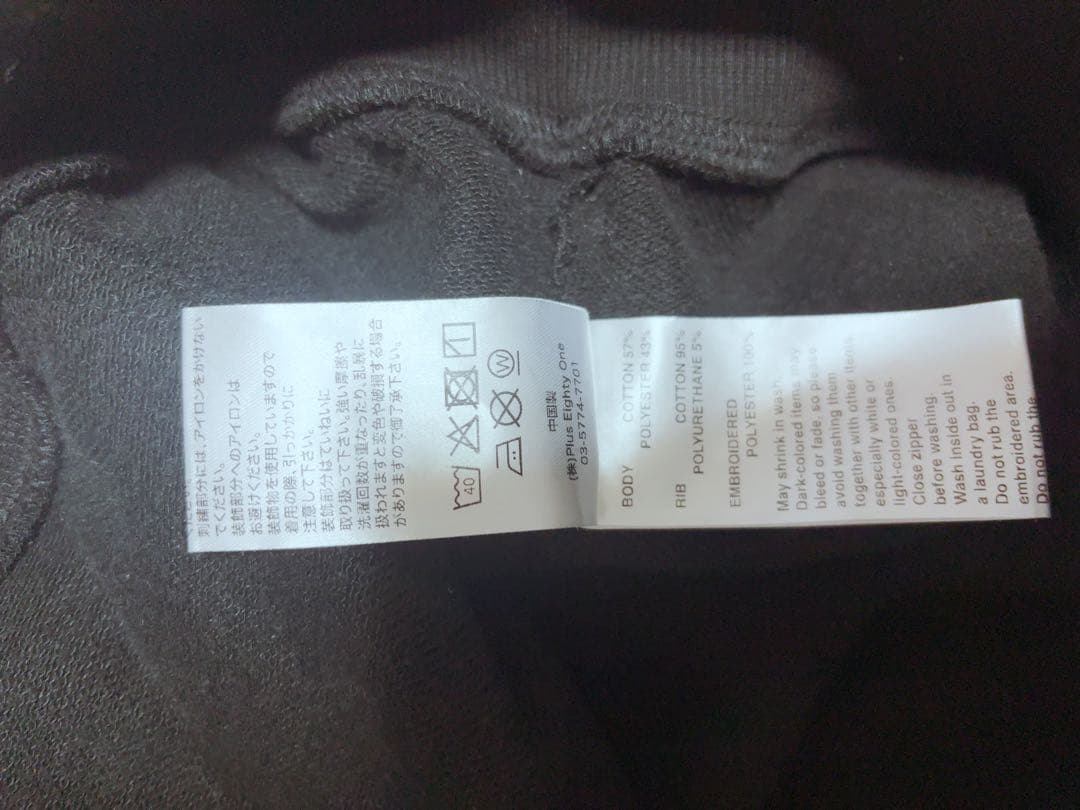 刺繍部分には、アイロンをかけない
でください。
装飾部分へのアイロンは、
お避けください。
装飾物を使用していますので
着用の際、引っかかりに
注意して下さい。
装飾部分はていねいに
取り扱って下さい。強い摩擦や
洗濯回数が重なったり、乱暴に
扱われますと変色や破損する場合
がありますので御了承下さい。
40
W
中国製
(株)Plus Eighty One
03-5774-7701
BODY COTTON 57%
POLYESTER 43%
RIB COTTON 95%
POLYURETHANE 5%
EMBROIDERED
POLYESTER 100%
May shrink in wash.
Dark-colored items may
bleed or fade, so please
avoid washing them
together with other items,
especially white or
light-colored ones.
Close zipper
before washing.
Wash inside out in
a laundry bag.
Do not rub the
embroidered area.
Do not rub the